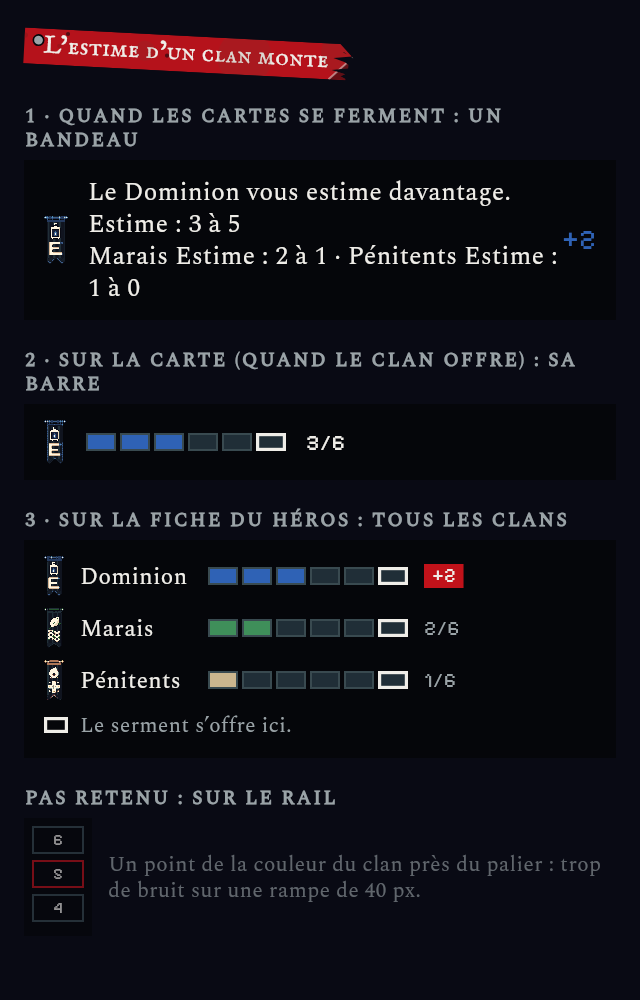 L'estime d'un clan monte
1 · QUAND LES CARTES SE FERMENT : UN
BANDEAU
Le Dominion vous estime davantage.
Estime : 3 à 5
+2
Marais Estime : 2 à 1 · Pénitents Estime :
1 à 0
E
2 · SUR LA CARTE (QUAND LE CLAN OFFRE) : SA
BARRE
E
3/6
3 · SUR LA FICHE DU HÉROS : TOUS LES CLANS
E
Dominion
+2
Marais
2/6
Pénitents
1/6
Le serment s’offre ici.
PAS RETENU : SUR LE RAIL
6
5
4
Un point de la couleur du clan près du palier : trop
de bruit sur une rampe de 40 px.